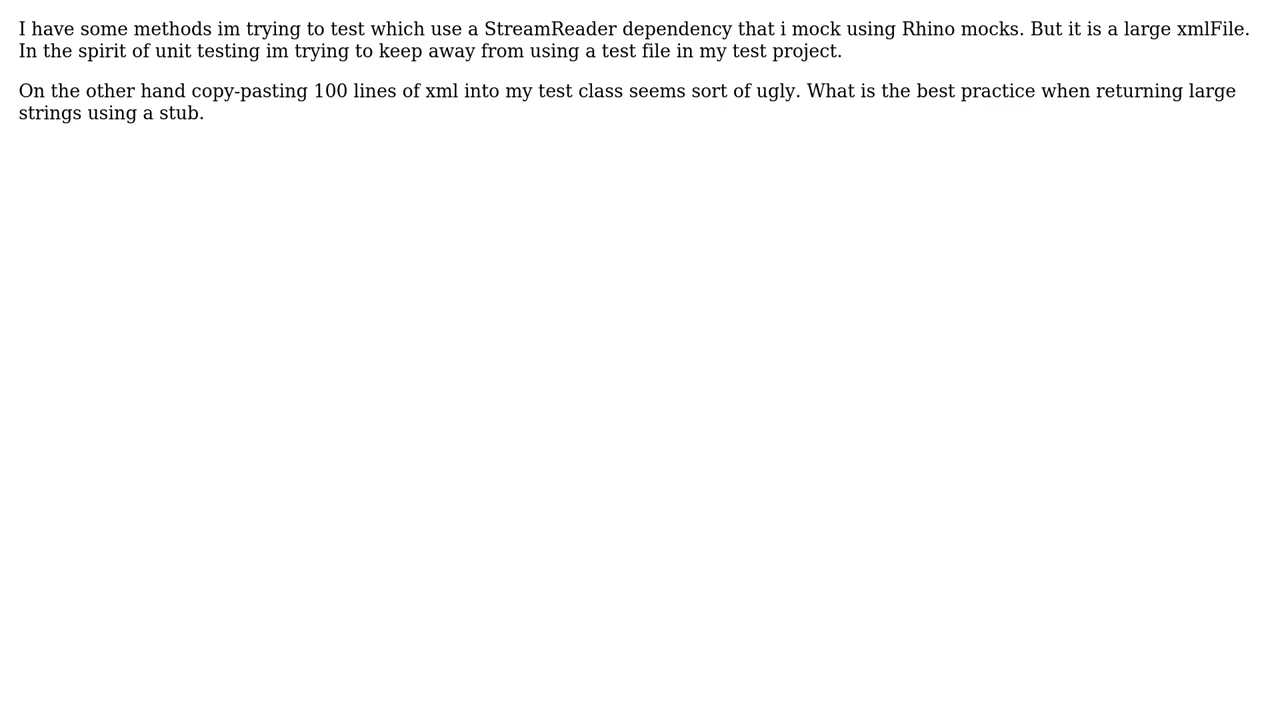 I have some methods im trying to test which use a StreamReader dependency that i mock using Rhino mocks. But it is a large xmlFile.
In the spirit of unit testing im trying to keep away from using a test file in my test project.
On the other hand copy-pasting 100 lines of xml into my test class seems sort of ugly. What is the best practice when returning large
strings using a stub.